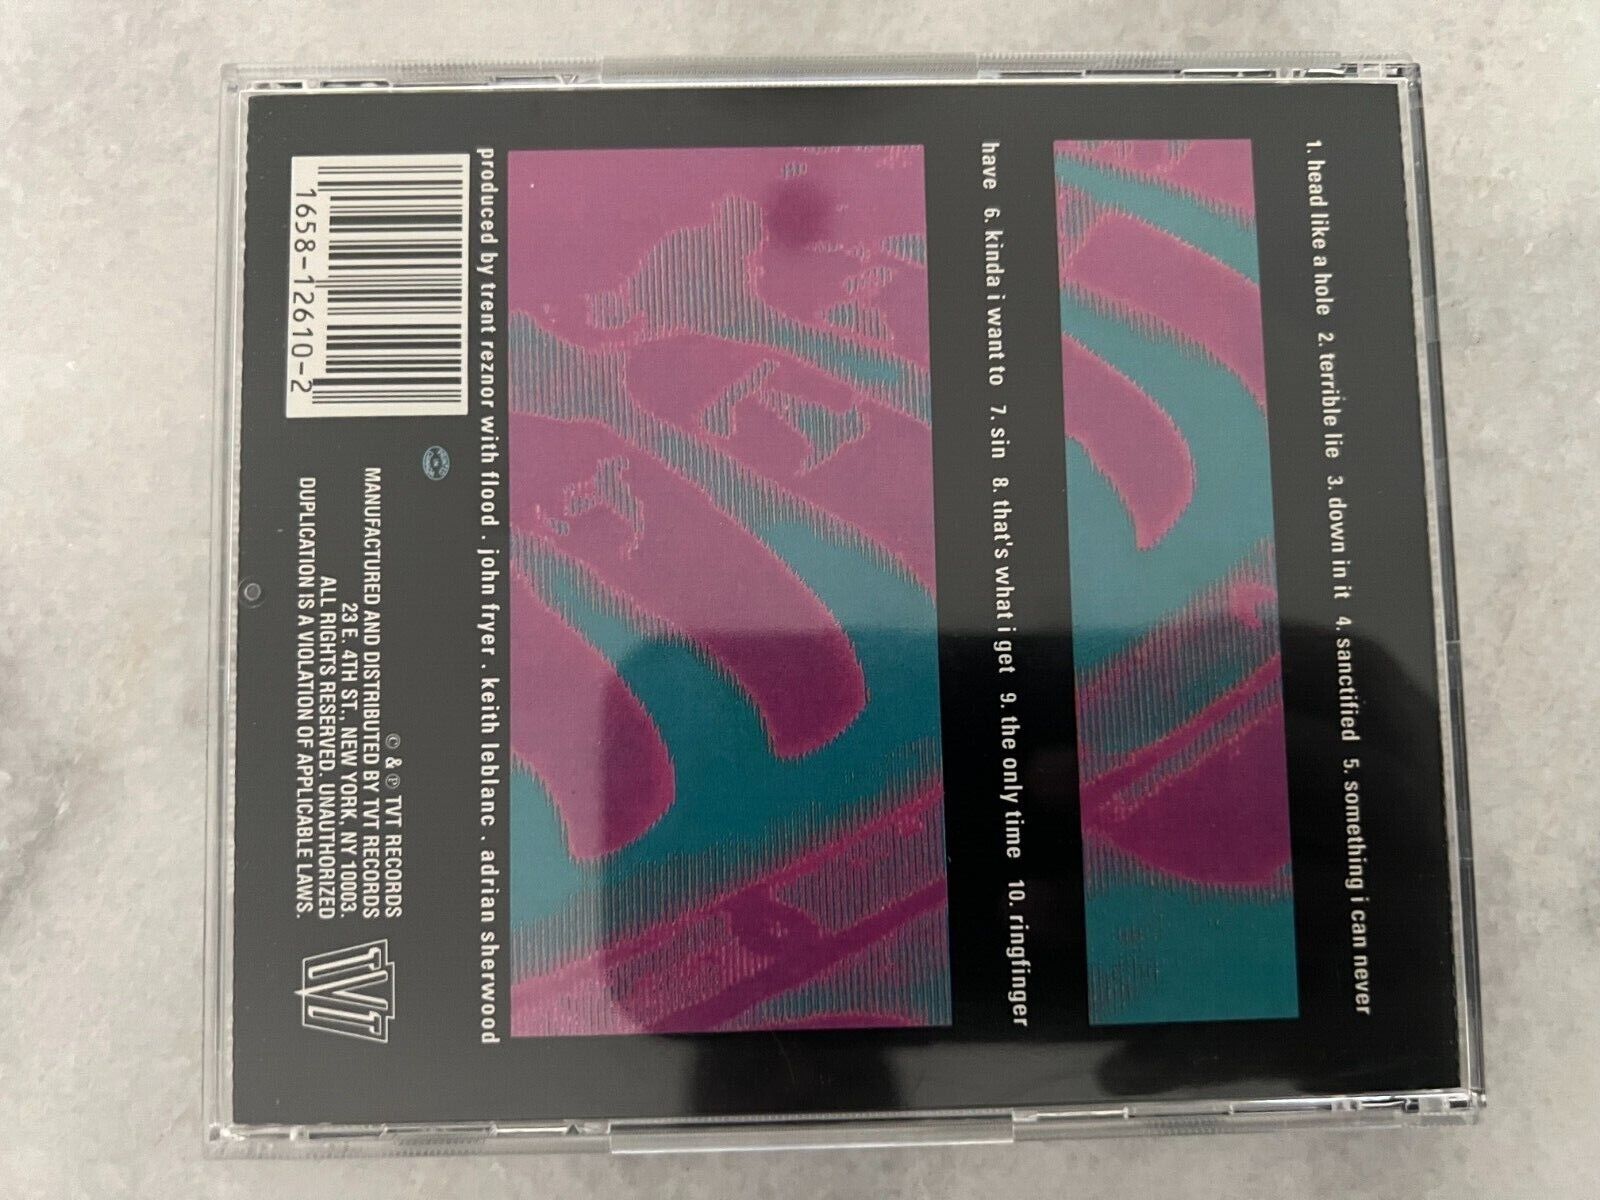 1. head like a hole 2. terrible lie 3. down in it 4. sanctified 5. something i can never
have 6. kinda i want to 7. sin 8. that's what i get 9. the only time 10. ringfinger
produced by trent reznor with flood . john fryer . keith leblanc . adrian sherwood
1658-12610-2
© & ℗ TVT RECORDS
MANUFACTURED AND DISTRIBUTED BY TVT RECORDS
23 E. 4TH ST., NEW YORK, NY 10003.
ALL RIGHTS RESERVED. UNAUTHORIZED
DUPLICATION IS A VIOLATION OF APPLICABLE LAWS.
TVT